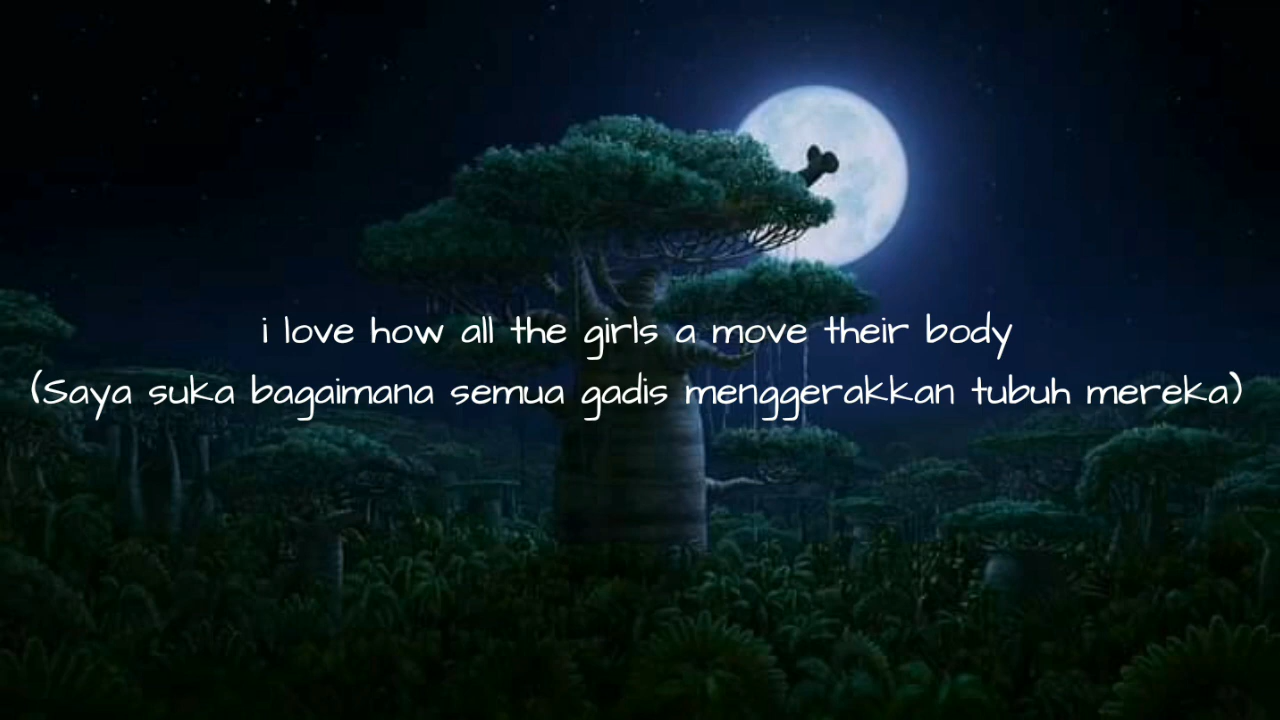 i love how all the girls a move their body
(Saya suka bagaimana semua gadis menggerakkan tubuh mereka)